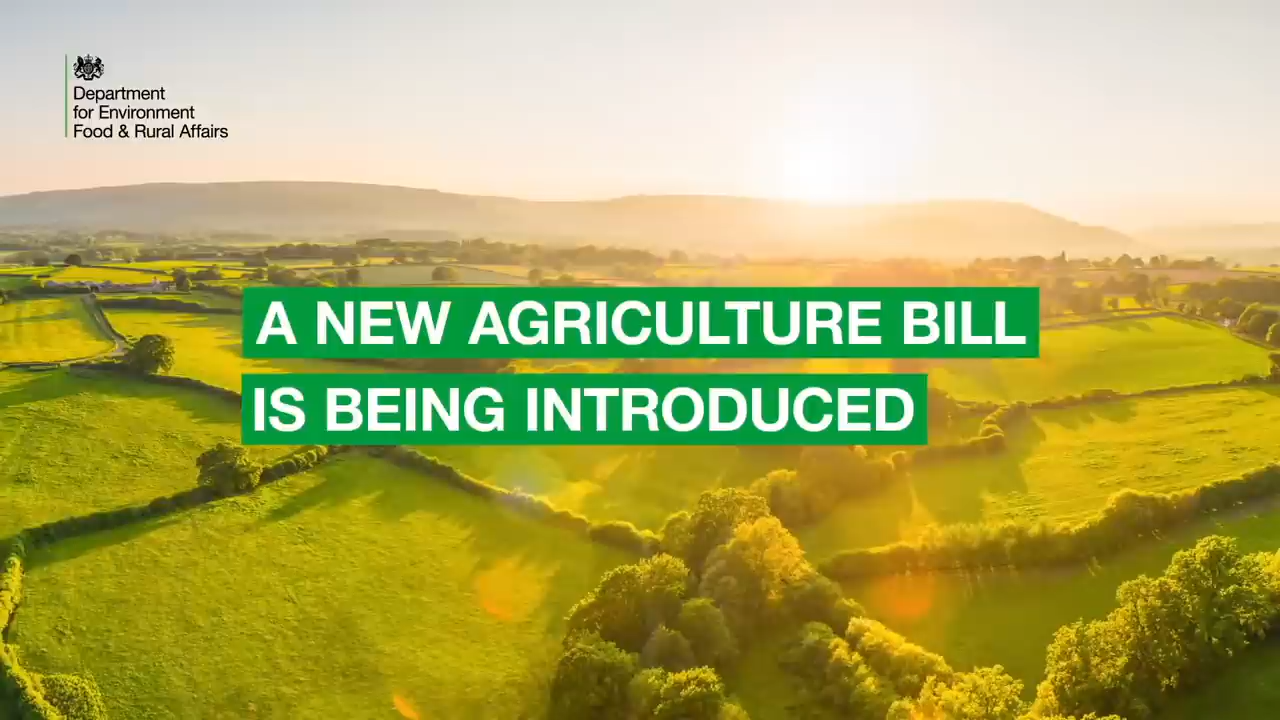 Department
for Environment
Food & Rural Affairs
A NEW AGRICULTURE BILL
IS BEING INTRODUCED